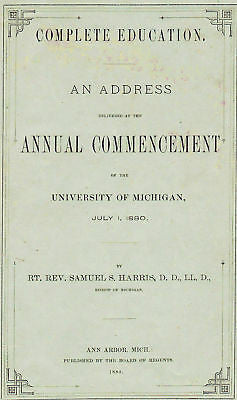 COMPLETE EDUCATION.
AN ADDRESS
DELIVERED AT THE
ANNUAL COMMENCEMENT
OF THE
UNIVERSITY OF MICHIGAN,
JULY 1, 1880.
BY
RT. REV. SAMUEL S. HARRIS, D. D., LL. D.,
BISHOP OF MICHIGAN.
ANN ARBOR, MICH.
PUBLISHED BY THE BOARD OF REGENTS.
1880.